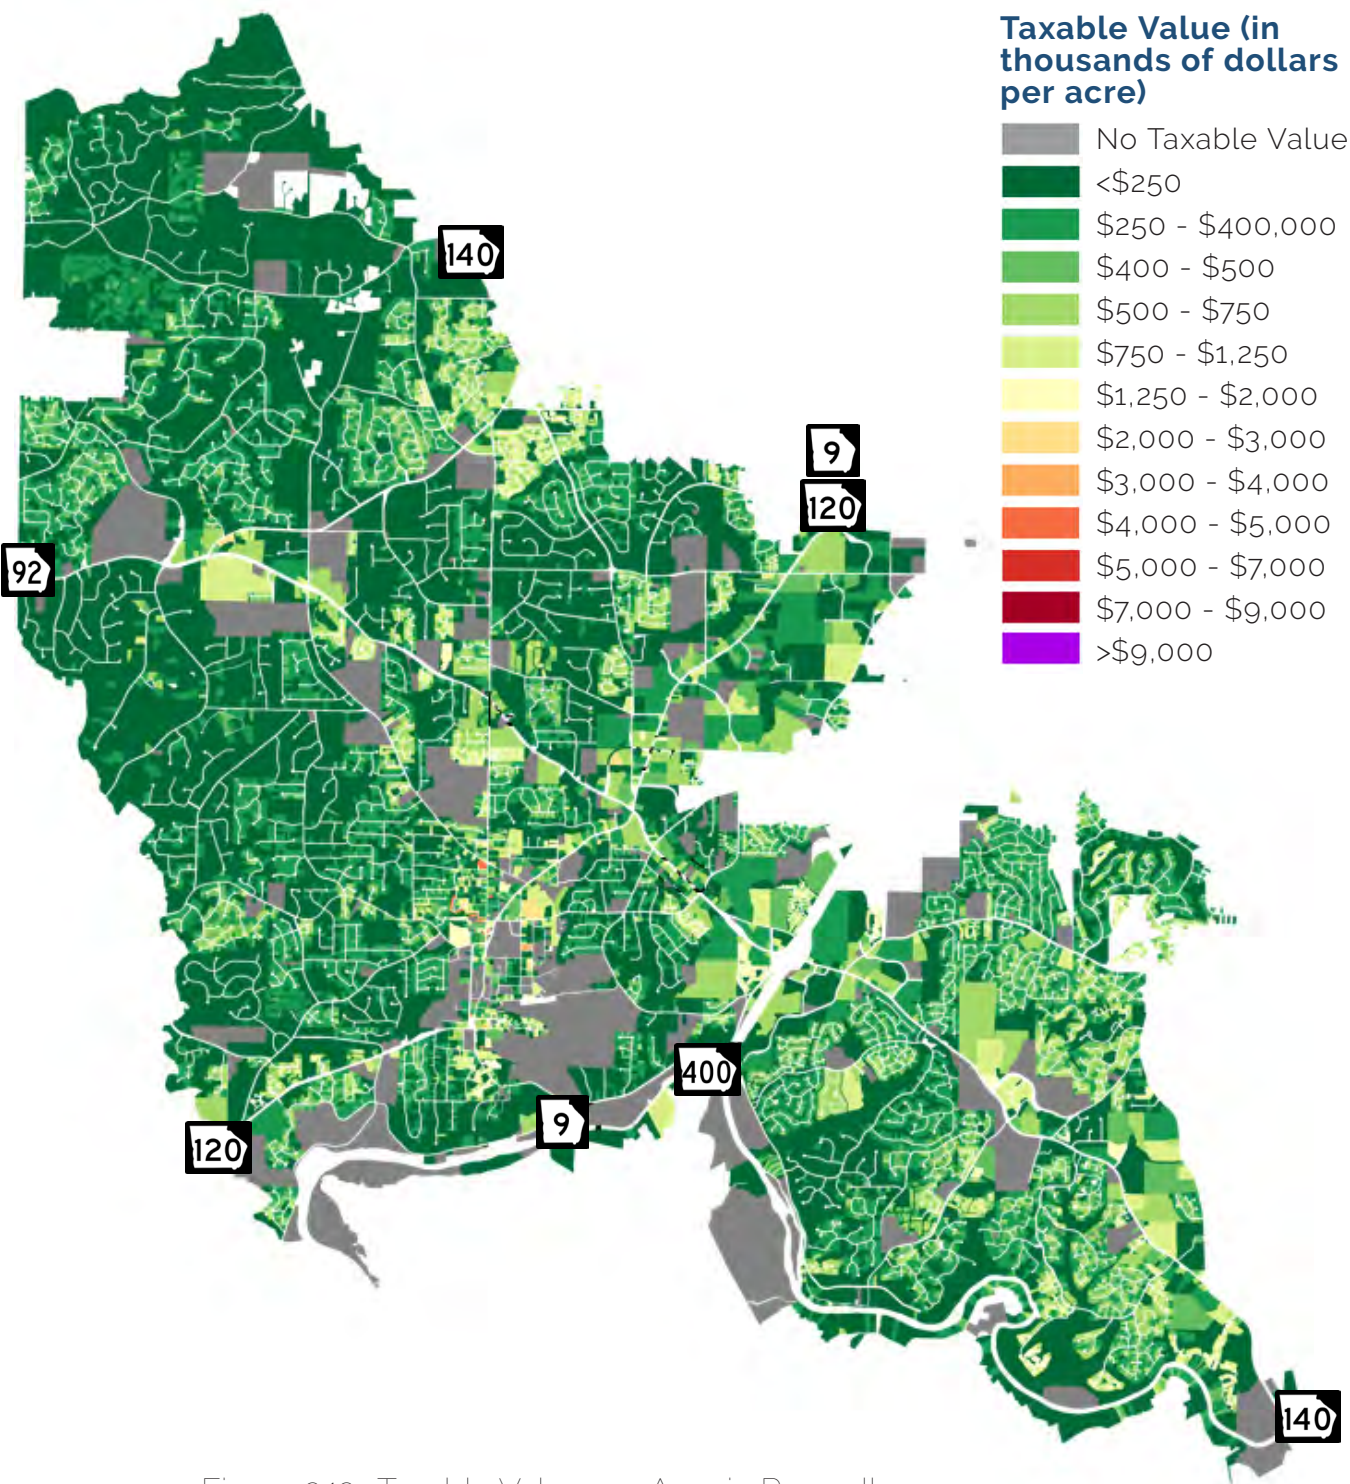 Taxable Value (in
thousands of dollars
per acre)
No Taxable Value
<$250
$250 - $400,000
$400 - $500
$500 - $750
$750 - $1,250
$1,250 - $2,000
$2,000 - $3,000
$3,000 - $4,000
$4,000 - $5,000
$5,000 - $7,000
$7,000 - $9,000
>$9,000
140
9
120
92
400
9
120
140
Taxable Value